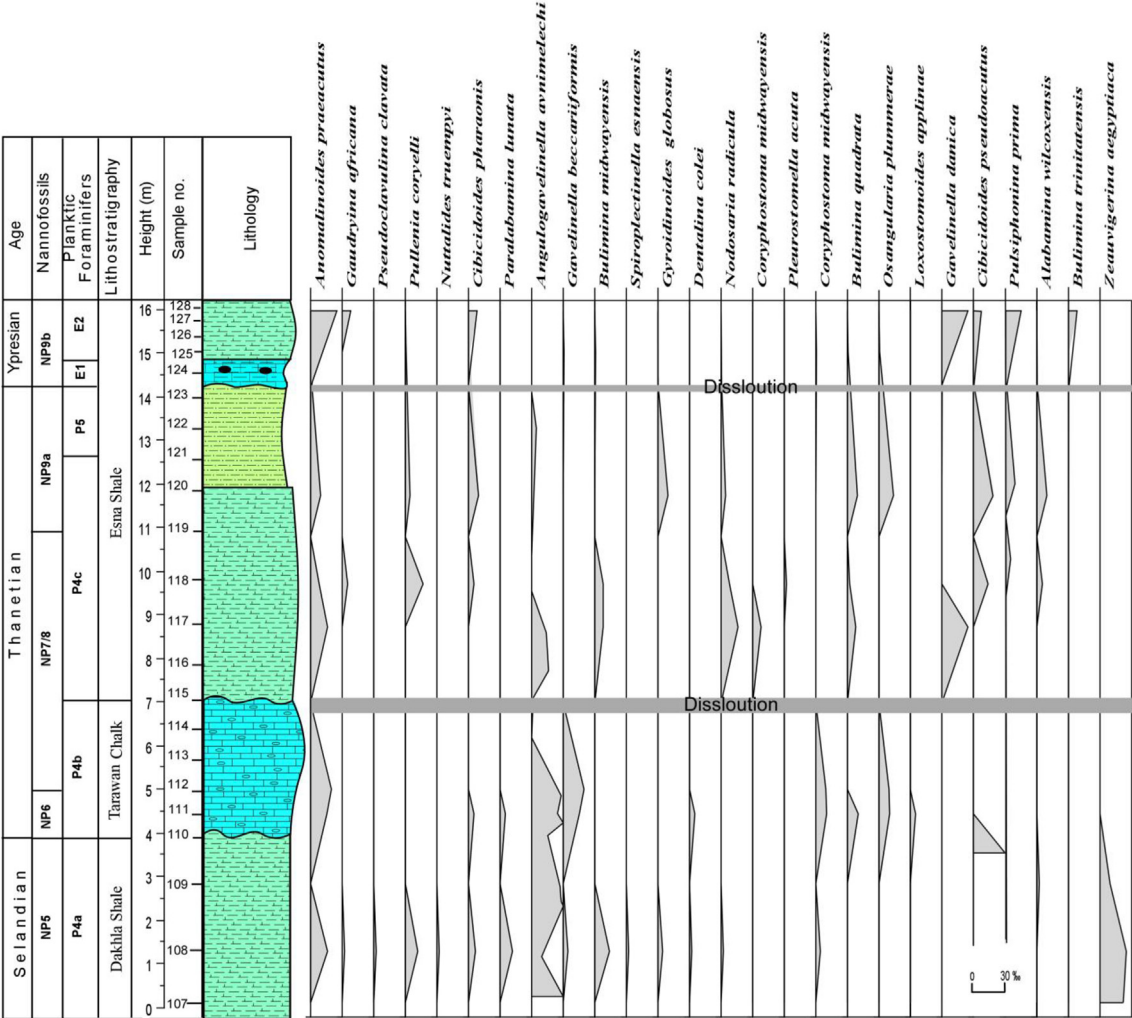 Age
Nannofossils
Planktic
Foraminifers
Lithostratigraphy
Height (m)
Sample no.
Lithology
Anomalinoides praeacutus
Gaudryina africana
Pseudoclavulina clavata
Pullenia coryelli
Nuttalides truempyi
Cibicidoides pharaonis
Paralabamina lunata
Angulogavelinella avnimelechi
Gavelinella beccariiformis
Bulimina midwayensis
Spiroplectinella esnaensis
Gyroidinoides globosus
Dentalina colei
Nodosaria radicula
Coryphostoma midwayensis
Pleurostomella acuta
Coryphostoma midwayensis
Bulimina quadrata
Osangularia plummerae
Loxostomoides applinae
Gavelinella danica
Cibicidoides pseudoacutus
Pulsiphonina prima
Alabamina wilcoxensis
Bulimina trinitatensis
Zeauvigerina aegyptiaca
Ypresian
Thanetian
Selandian
NP9b
NP9a
NP7/8
NP6
NP5
E2
E1
P5
P4c
P4b
P4a
Esna Shale
Tarawan Chalk
Dakhla Shale
16
15
14
13
12
11
10
9
8
7
6
5
4
3
2
1
0
128
127
126
125
124
123
122
121
120
119
118
117
116
115
114
113
112
111
110
109
108
107
Dissloution
Dissloution
0 30 ‰